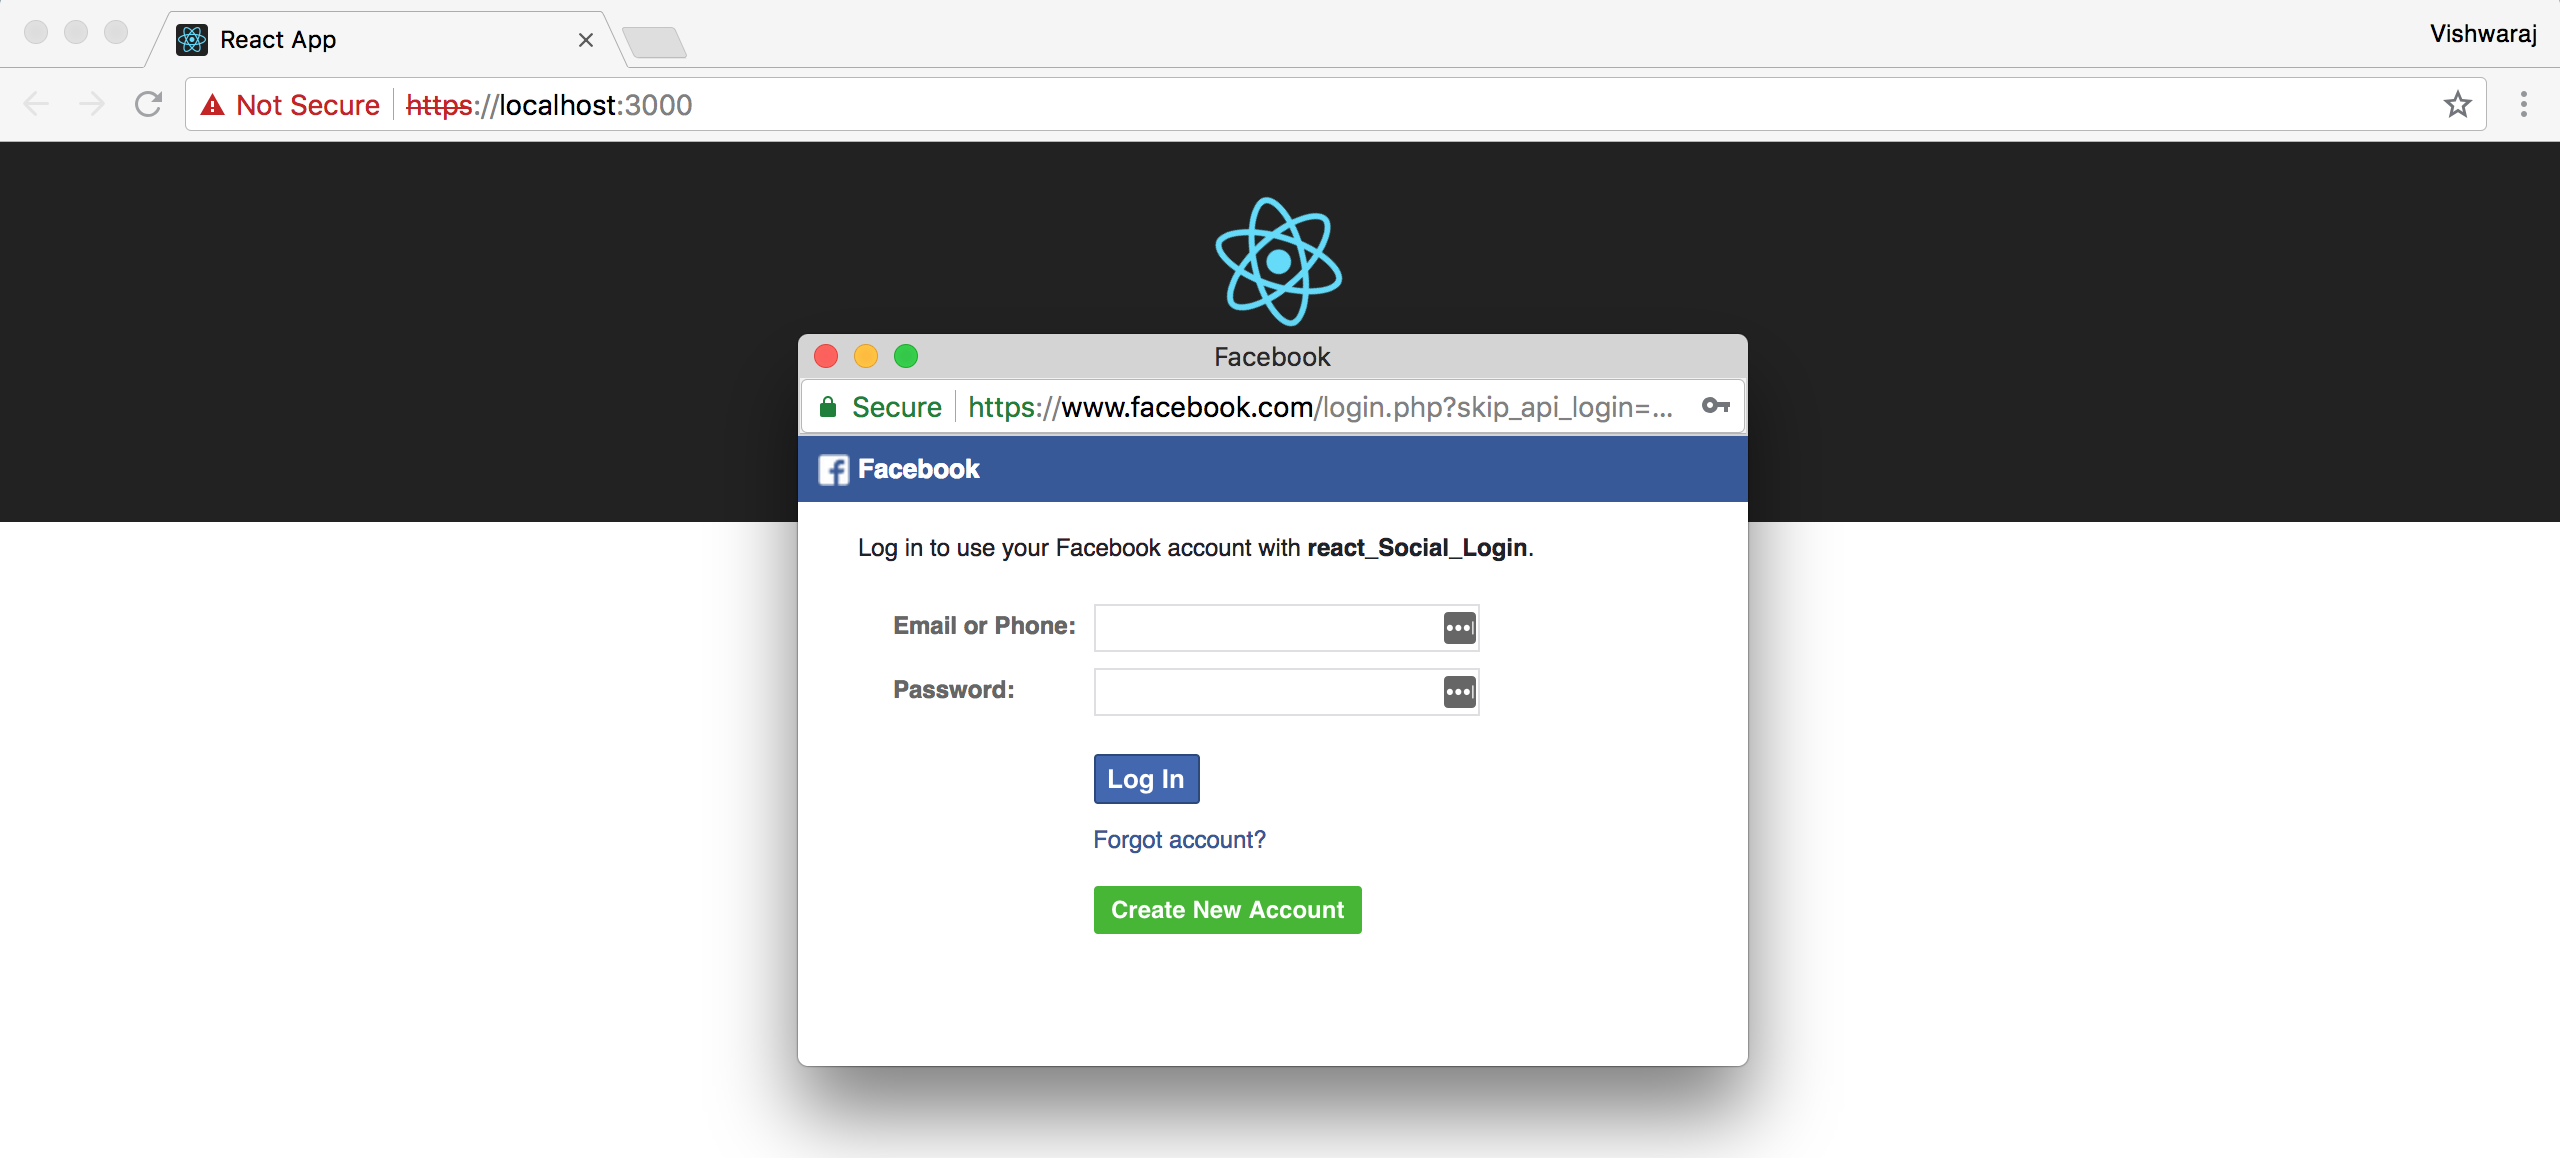 React App
Vishwaraj
Not Secure https://localhost:3000
Facebook
Secure https://www.facebook.com/login.php?skip_api_login=...
Facebook
Log in to use your Facebook account with react_Social_Login.
Email or Phone:
Password:
Log In
Forgot account?
Create New Account